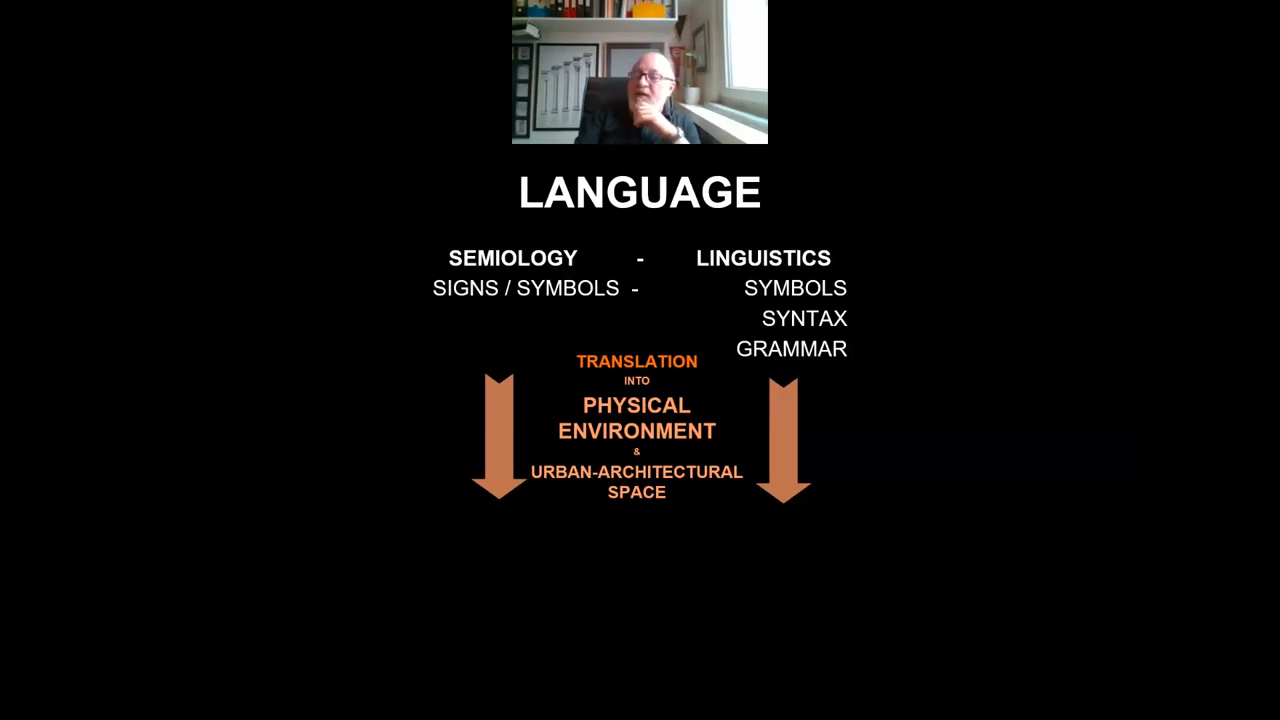 LANGUAGE
SEMIOLOGY - LINGUISTICS
SIGNS / SYMBOLS - SYMBOLS
SYNTAX
GRAMMAR
TRANSLATION
INTO
PHYSICAL
ENVIRONMENT
&
URBAN-ARCHITECTURAL
SPACE